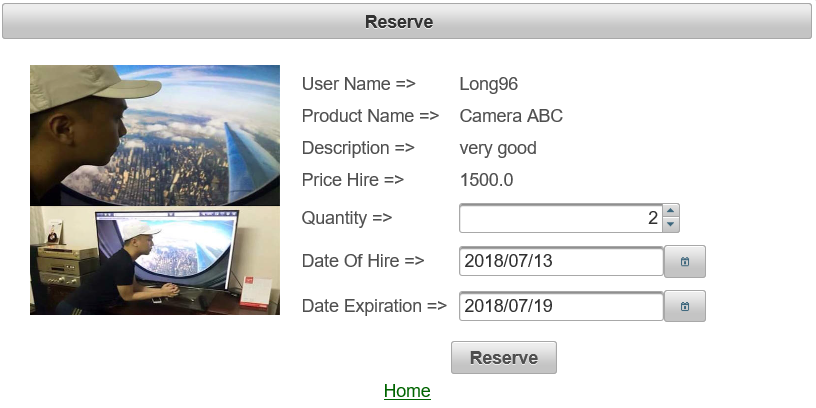 Reserve
User Name => Long96
Product Name => Camera ABC
Description => very good
Price Hire => 1500.0
Quantity => 2
Date Of Hire => 2018/07/13
Date Expiration => 2018/07/19
Reserve
Home